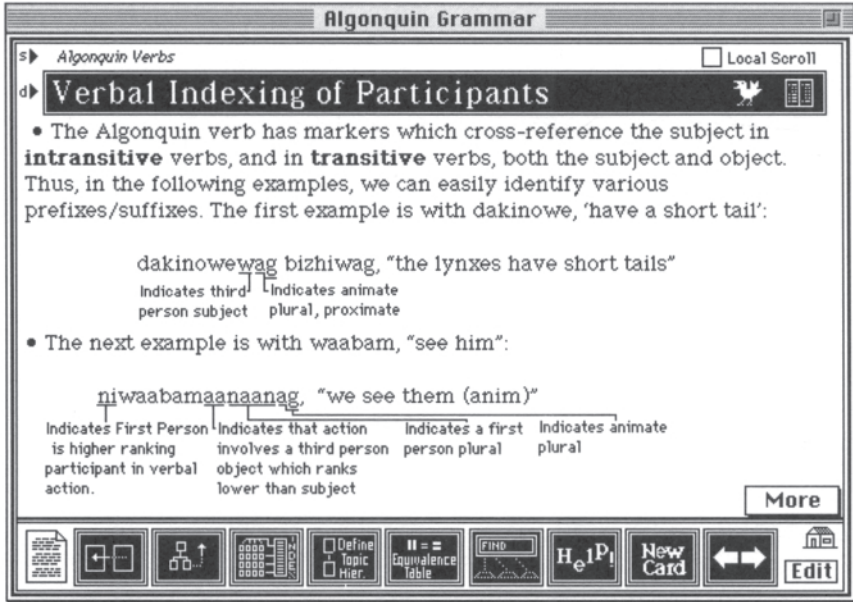 Algonquin Grammar
s Algonquin Verbs
Local Scroll
d Verbal Indexing of Participants
• The Algonquin verb has markers which cross-reference the subject in
intransitive verbs, and in transitive verbs, both the subject and object.
Thus, in the following examples, we can easily identify various
prefixes/suffixes. The first example is with dakinowe, 'have a short tail':
dakinowewag bizhiwag, "the lynxes have short tails"
Indicates third
person subject
Indicates animate
plural, proximate
• The next example is with waabam, "see him":
niwaabamaanaanag, "we see them (anim)"
Indicates First Person
is higher ranking
participant in verbal
action.
Indicates that action
involves a third person
object which ranks
lower than subject
Indicates a first
person plural
Indicates animate
plural
More
INDEX
Define
Topic
Hier.
Equivalence
Table
FIND
HelP!
New
Card
Edit